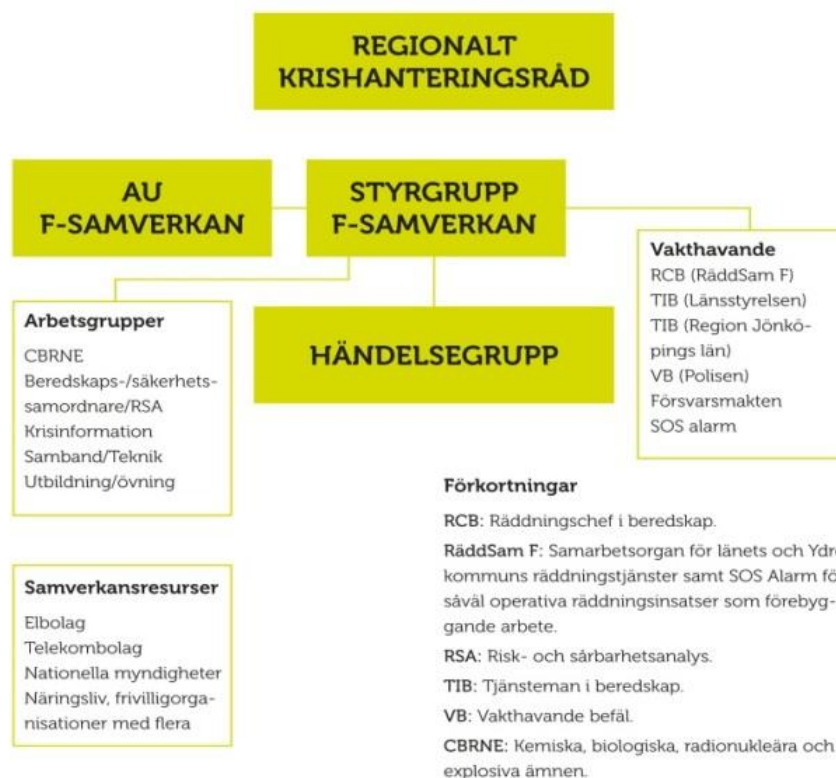 REGIONALT
KRISHANTERINGSRÅD
AU
F-SAMVERKAN
STYRGRUPP
F-SAMVERKAN
Vakthavande
RCB (RäddSam F)
TIB (Länsstyrelsen)
TIB (Region Jönkö-
pings län)
VB (Polisen)
Försvarsmakten
SOS alarm
Arbetsgrupper
CBRNE
Beredskaps-/säkerhets-
samordnare/RSA
Krisinformation
Samband/Teknik
Utbildning/övning
HÄNDELSEGRUPP
Samverkansresurser
Elbolag
Telekombolag
Nationella myndigheter
Näringsliv, frivilligorga-
nisationer med flera
Förkortningar
RCB: Räddningschef i beredskap.
RäddSam F: Samarbetsorgan för länets och
kommuns räddningstjänster samt SOS Alarm
såväl operativa räddningsinsatser som förebyg-
gande arbete.
RSA: Risk- och sårbarhetsanalys.
TIB: Tjänsteman i beredskap.
VB: Vakthavande befäl.
CBRNE: Kemiska, biologiska, radionukleära och
explosiva ämnen.